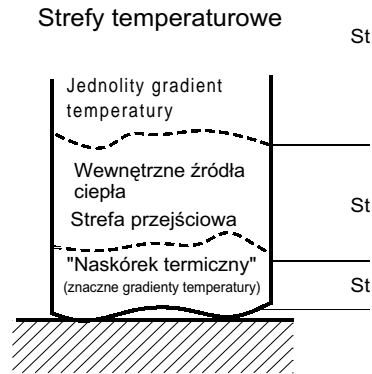 Strefy temperaturowe
St
Jednolity gradient
temperatury
Wewnętrzne źródła
ciepła
Strefa przejściowa
St
"Naskórek termiczny"
(znaczne gradienty temperatury)
St